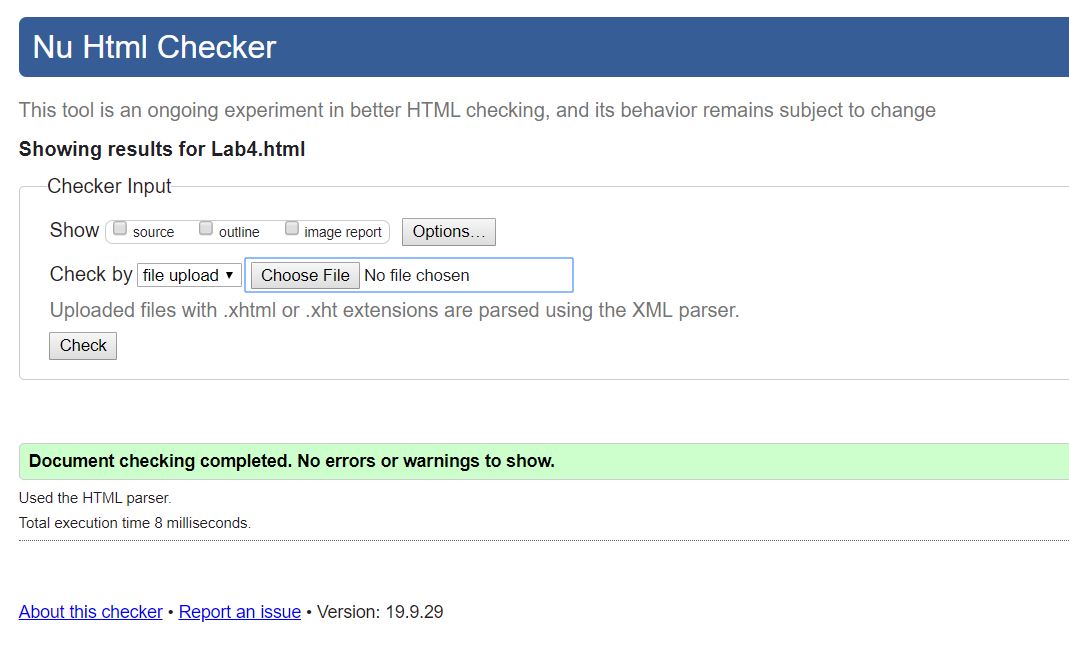 Nu Html Checker
This tool is an ongoing experiment in better HTML checking, and its behavior remains subject to change
Showing results for Lab4.html
Checker Input
Show source outline image report Options…
Check by file upload ▼ Choose File No file chosen
Uploaded files with .xhtml or .xht extensions are parsed using the XML parser.
Check
Document checking completed. No errors or warnings to show.
Used the HTML parser.
Total execution time 8 milliseconds.
About this checker • Report an issue • Version: 19.9.29